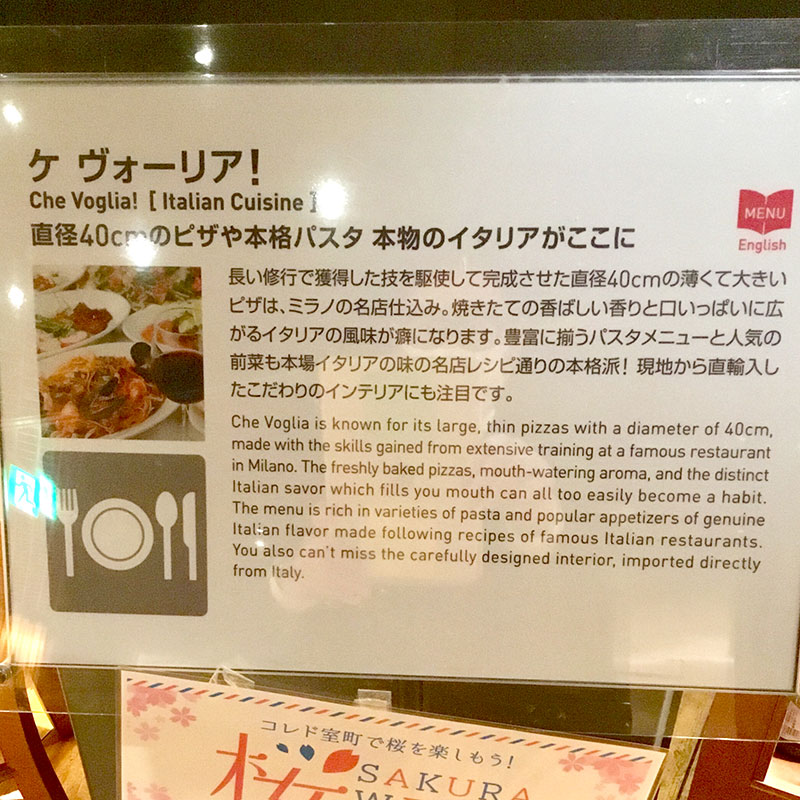 ケ ヴォーリア!
Che Voglia! [ Italian Cuisine ]
直径40cmのピザや本格パスタ 本物のイタリアがここに
MENU
English
長い修行で獲得した技を駆使して完成させた直径40cmの薄くて大きい
ピザは、ミラノの名店仕込み。焼きたての香ばしい香りと口いっぱいに広
がるイタリアの風味が癖になります。豊富に揃うパスタメニューと人気の
前菜も本場イタリアの味の名店レシピ通りの本格派! 現地から直輸入し
たこだわりのインテリアにも注目です。
Che Voglia is known for its large, thin pizzas with a diameter of 40cm,
made with the skills gained from extensive training at a famous restaurant
in Milano. The freshly baked pizzas, mouth-watering aroma, and the distinct
Italian savor which fills you mouth can all too easily become a habit.
The menu is rich in varieties of pasta and popular appetizers of genuine
Italian flavor made following recipes of famous Italian restaurants.
You also can't miss the carefully designed interior, imported directly
from Italy.
コレド室町で桜を楽しもう!
桜
SAKURA